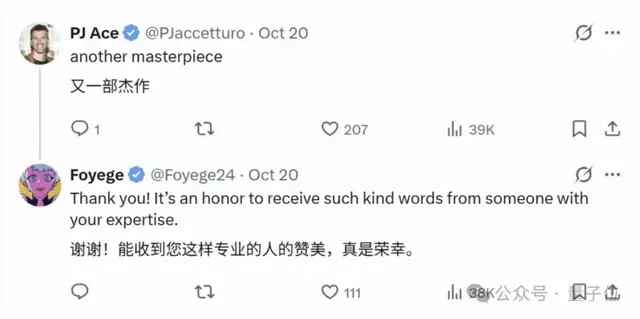 PJ Ace @PJaccetturo · Oct 20
another masterpiece
又一部杰作
1 207 39K
Foyege @Foyege24 · Oct 20
Thank you! It's an honor to receive such kind words from someone with
your expertise.
谢谢！能收到您这样专业的人的赞美，真是荣幸。
111 38K 公众号 · 量子位